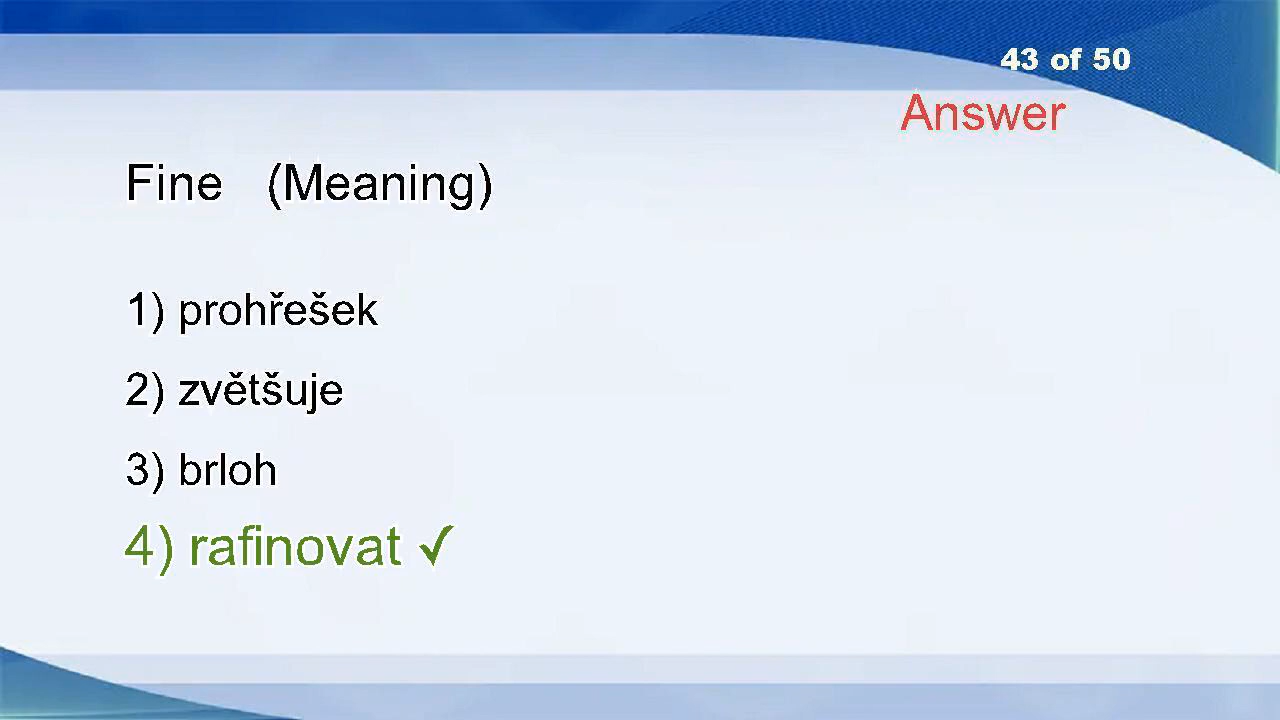 43 of 50
Answer
Fine (Meaning)
1) prohřešek
2) zvětšuje
3) brloh
4) rafinovat ✓